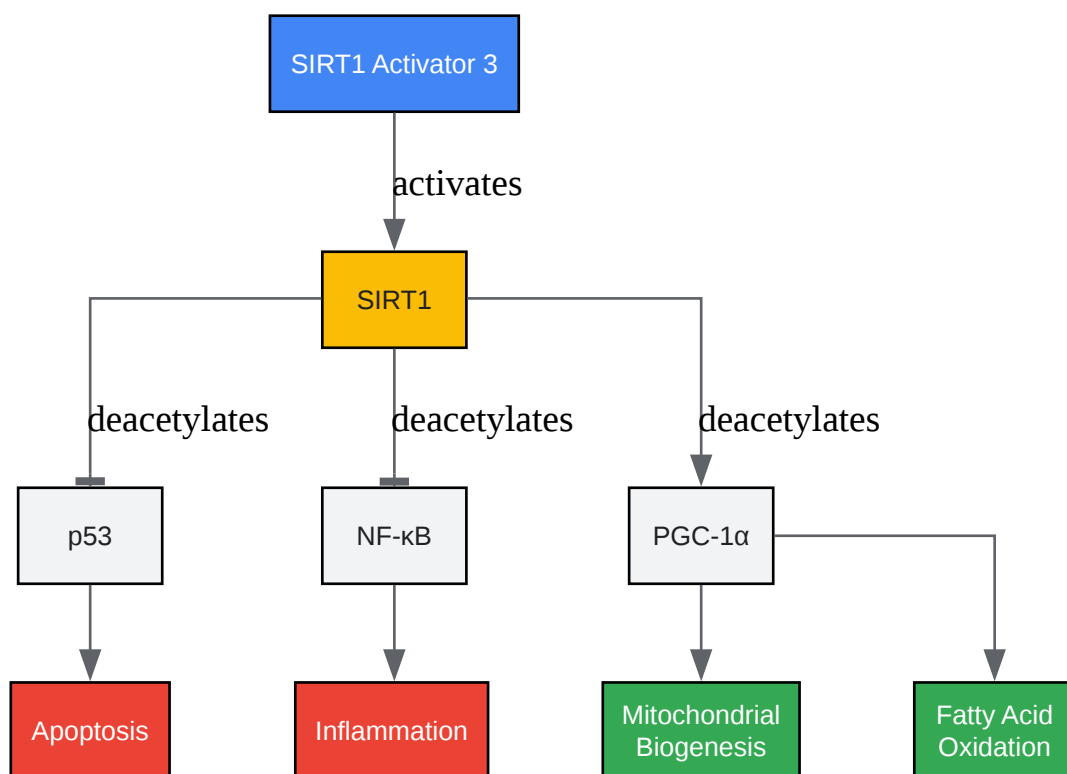 SIRT1 Activator 3
activates
SIRT1
deacetylates
deacetylates
deacetylates
p53
NF-κB
PGC-1α
Apoptosis
Inflammation
Mitochondrial
Biogenesis
Fatty Acid
Oxidation